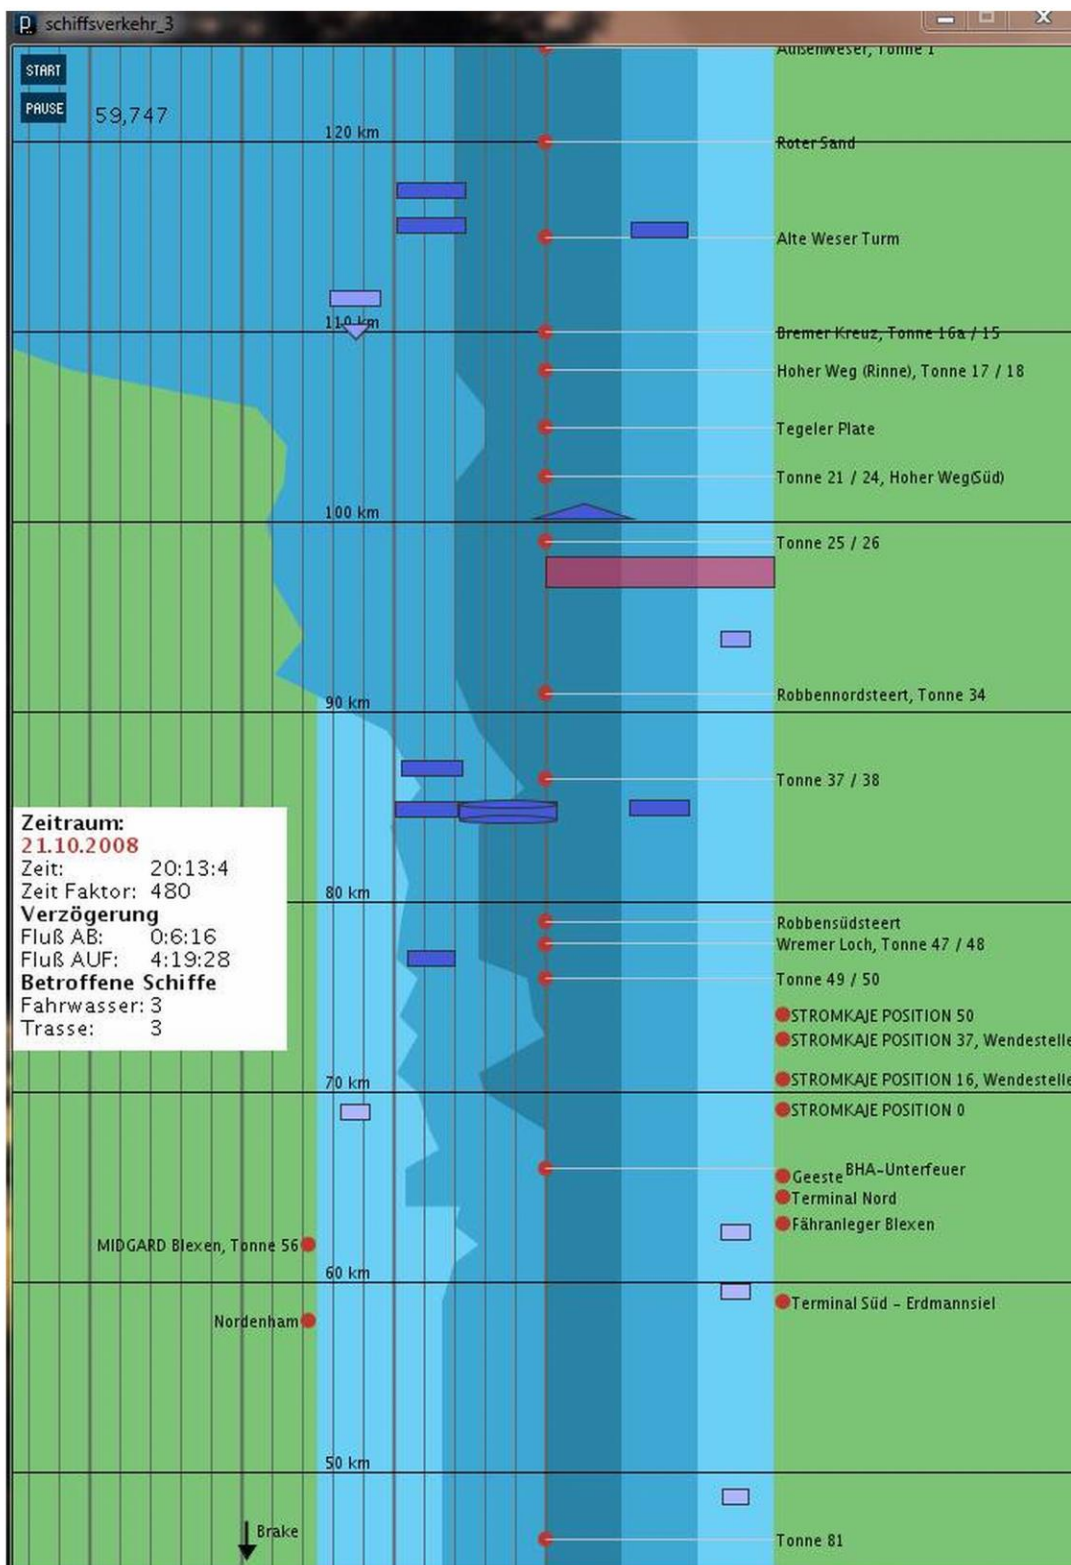 schiffsverkehr_3
Außenweser, Tonne 1
START
PAUSE
59,747
120 km
Roter Sand
Alte Weser Turm
110 km
Bremer Kreuz, Tonne 16a / 15
Hoher Weg (Rinne), Tonne 17 / 18
Tegeler Plate
Tonne 21 / 24, Hoher Weg(Süd)
100 km
Tonne 25 / 26
Robbennordsteert, Tonne 34
90 km
Tonne 37 / 38
Zeitraum:
21.10.2008
Zeit: 20:13:4
Zeit Faktor: 480
Verzögerung
Fluß AB: 0:6:16
Fluß AUF: 4:19:28
Betroffene Schiffe
Fahrwasser: 3
Trasse: 3
80 km
Robbensüdsteert
Wremer Loch, Tonne 47 / 48
Tonne 49 / 50
STROMKAJE POSITION 50
STROMKAJE POSITION 37, Wendestelle
STROMKAJE POSITION 16, Wendestelle
70 km
STROMKAJE POSITION 0
BHA-Unterfeuer
Geeste
Terminal Nord
Fähranleger Blexen
MIDGARD Blexen, Tonne 56
60 km
Terminal Süd - Erdmannsiel
Nordenham
50 km
Brake
Tonne 81